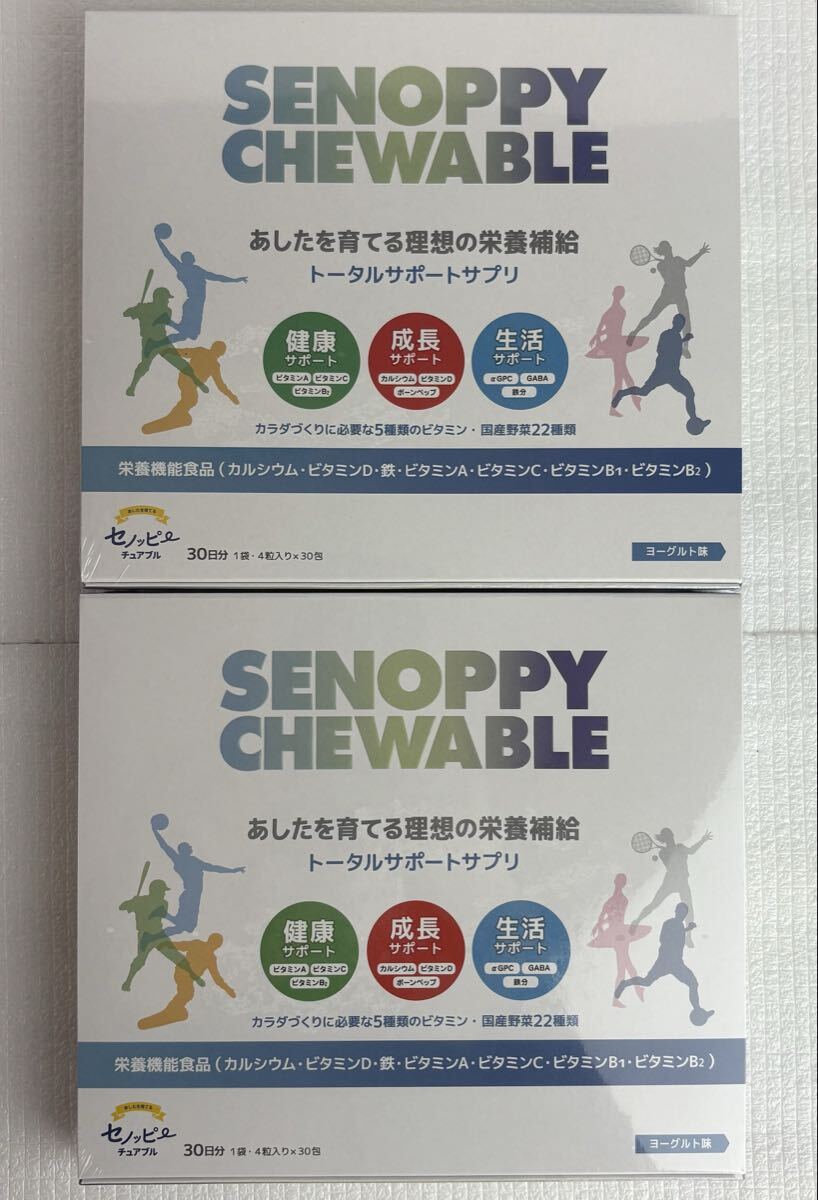 SENOPPY
CHEWABLE
あしたを育てる理想の栄養補給
トータルサポートサプリ
健康
サポート
ビタミンA ビタミンC
ビタミンB2
成長
サポート
カルシウム ビタミンD
ボーンペップ
生活
サポート
αGPC GABA
鉄分
カラダづくりに必要な5種類のビタミン・国産野菜22種類
栄養機能食品(カルシウム・ビタミンD・鉄・ビタミンA・ビタミンC・ビタミンB1・ビタミンB2)
あしたを育てる
セノッピー
チュアブル
30日分 1袋・4粒入り×30包
ヨーグルト味
SENOPPY
CHEWABLE
あしたを育てる理想の栄養補給
トータルサポートサプリ
健康
サポート
ビタミンA ビタミンC
ビタミンB2
成長
サポート
カルシウム ビタミンD
ボーンペップ
生活
サポート
αGPC GABA
鉄分
カラダづくりに必要な5種類のビタミン・国産野菜22種類
栄養機能食品(カルシウム・ビタミンD・鉄・ビタミンA・ビタミンC・ビタミンB1・ビタミンB2)
あしたを育てる
セノッピー
チュアブル
30日分 1袋・4粒入り×30包
ヨーグルト味